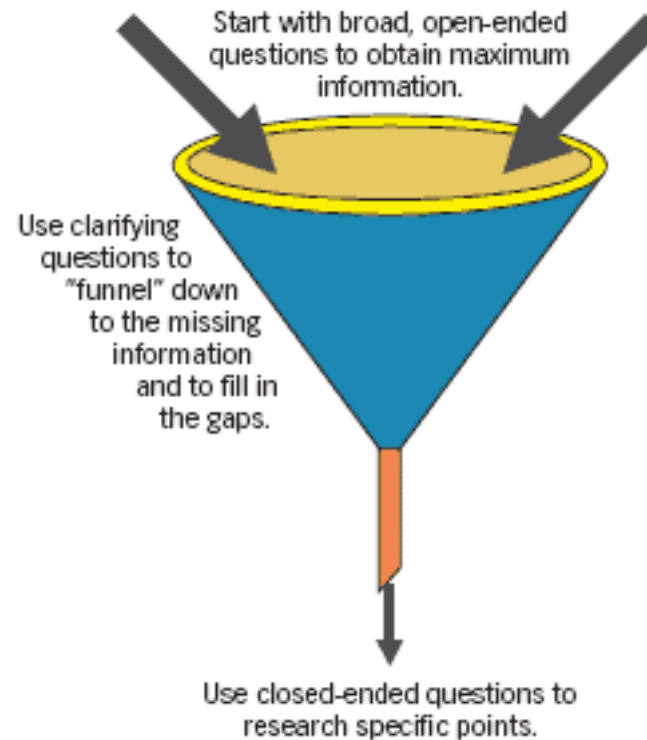 Start with broad, open-ended
questions to obtain maximum
information.
Use clarifying
questions to
"funnel" down
to the missing
information
and to fill in
the gaps.
Use closed-ended questions to
research specific points.